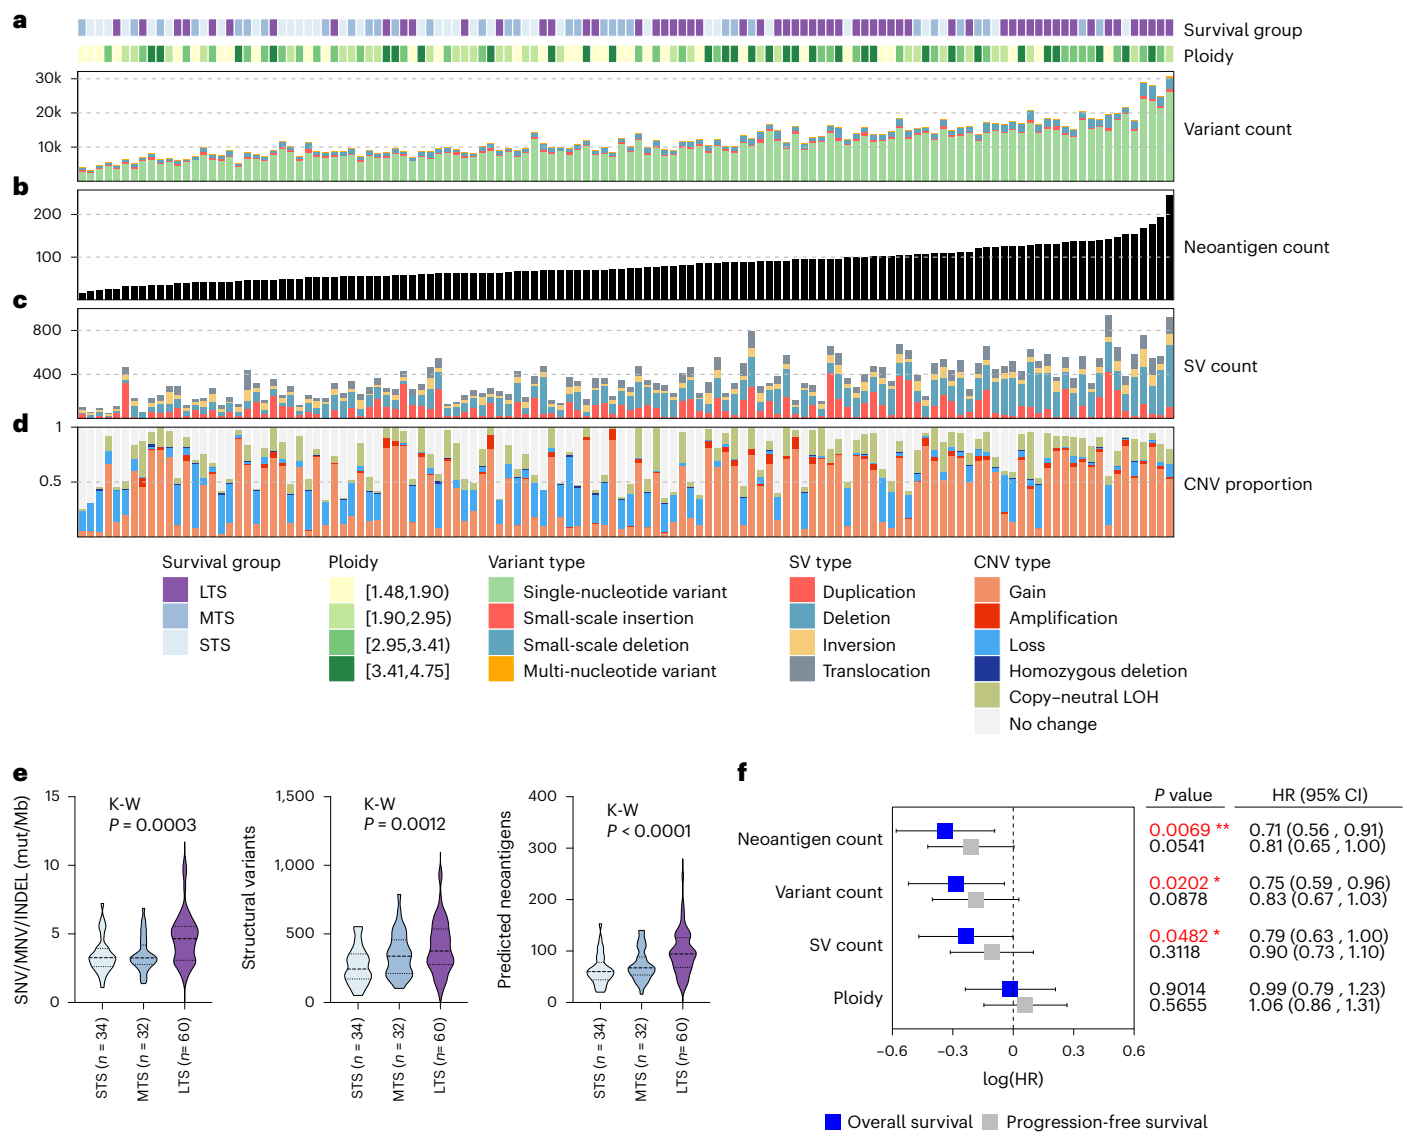 a
Survival group
Ploidy
30k
20k
10k
Variant count
b
200
100
Neoantigen count
c
800
400
SV count
d
1
0.5
CNV proportion
Survival group
LTS
MTS
STS
Ploidy
[1.48,1.90)
[1.90,2.95)
[2.95,3.41)
[3.41,4.75]
Variant type
Single-nucleotide variant
Small-scale insertion
Small-scale deletion
Multi-nucleotide variant
SV type
Duplication
Deletion
Inversion
Translocation
CNV type
Gain
Amplification
Loss
Homozygous deletion
Copy–neutral LOH
No change
e
SNV/MNV/INDEL (mut/Mb)
15
10
5
0
K-W
P = 0.0003
STS (n = 34)
MTS (n = 32)
LTS (n= 60)
Structural variants
1,500
1,000
500
0
K-W
P = 0.0012
STS (n = 34)
MTS (n = 32)
LTS (n= 60)
Predicted neoantigens
400
300
200
100
0
K-W
P < 0.0001
STS (n = 34)
MTS (n = 32)
LTS (n= 60)
f
P value HR (95% CI)
Neoantigen count
0.0069 ** 0.71 (0.56 , 0.91)
0.0541 0.81 (0.65 , 1.00)
Variant count
0.0202 * 0.75 (0.59 , 0.96)
0.0878 0.83 (0.67 , 1.03)
SV count
0.0482 * 0.79 (0.63 , 1.00)
0.3118 0.90 (0.73 , 1.10)
Ploidy
0.9014 0.99 (0.79 , 1.23)
0.5655 1.06 (0.86 , 1.31)
−0.6 −0.3 0 0.3 0.6
log(HR)
Overall survival Progression-free survival